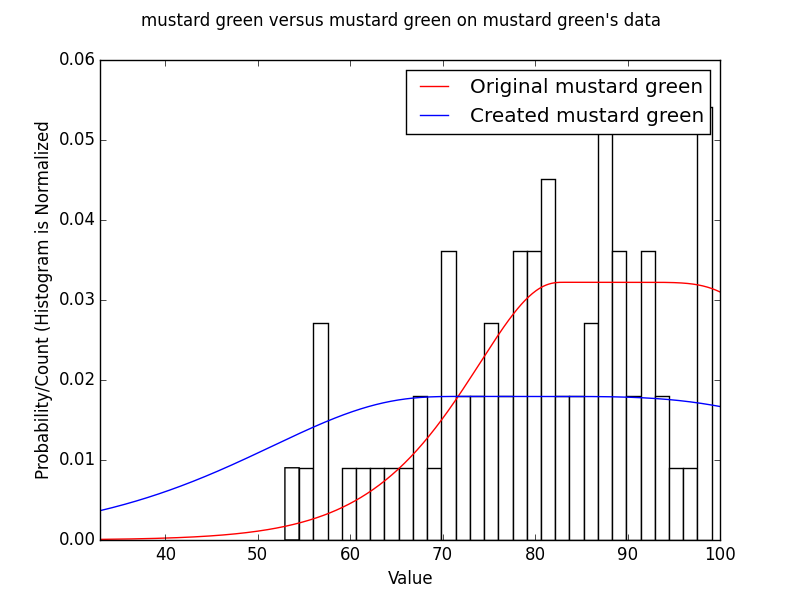 mustard green versus mustard green on mustard green's data
0.06
0.05
0.04
0.03
0.02
0.01
0.00
Probability/Count (Histogram is Normalized
Original mustard green
Created mustard green
40 50 60 70 80 90 100
Value